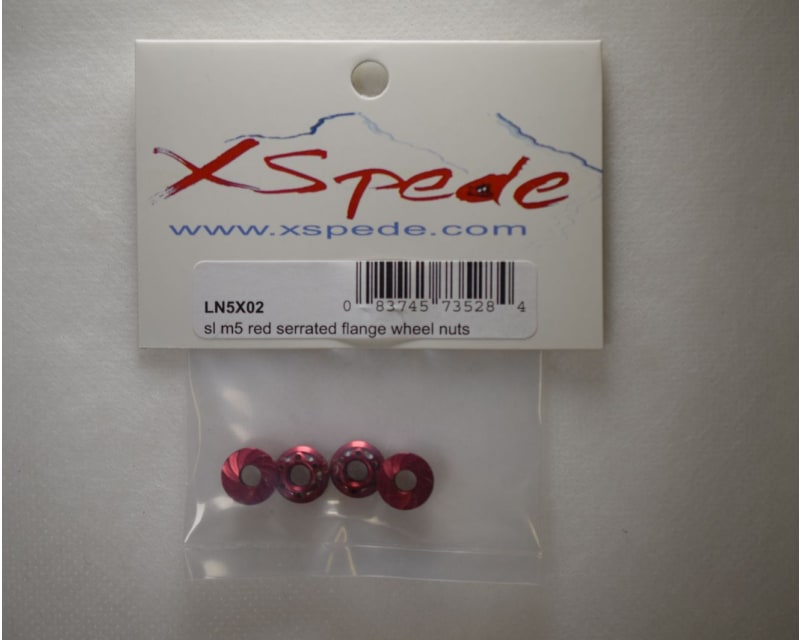 XSpede
www.xspede.com
LN5X02
0 83745 73528 4
sl m5 red serrated flange wheel nuts